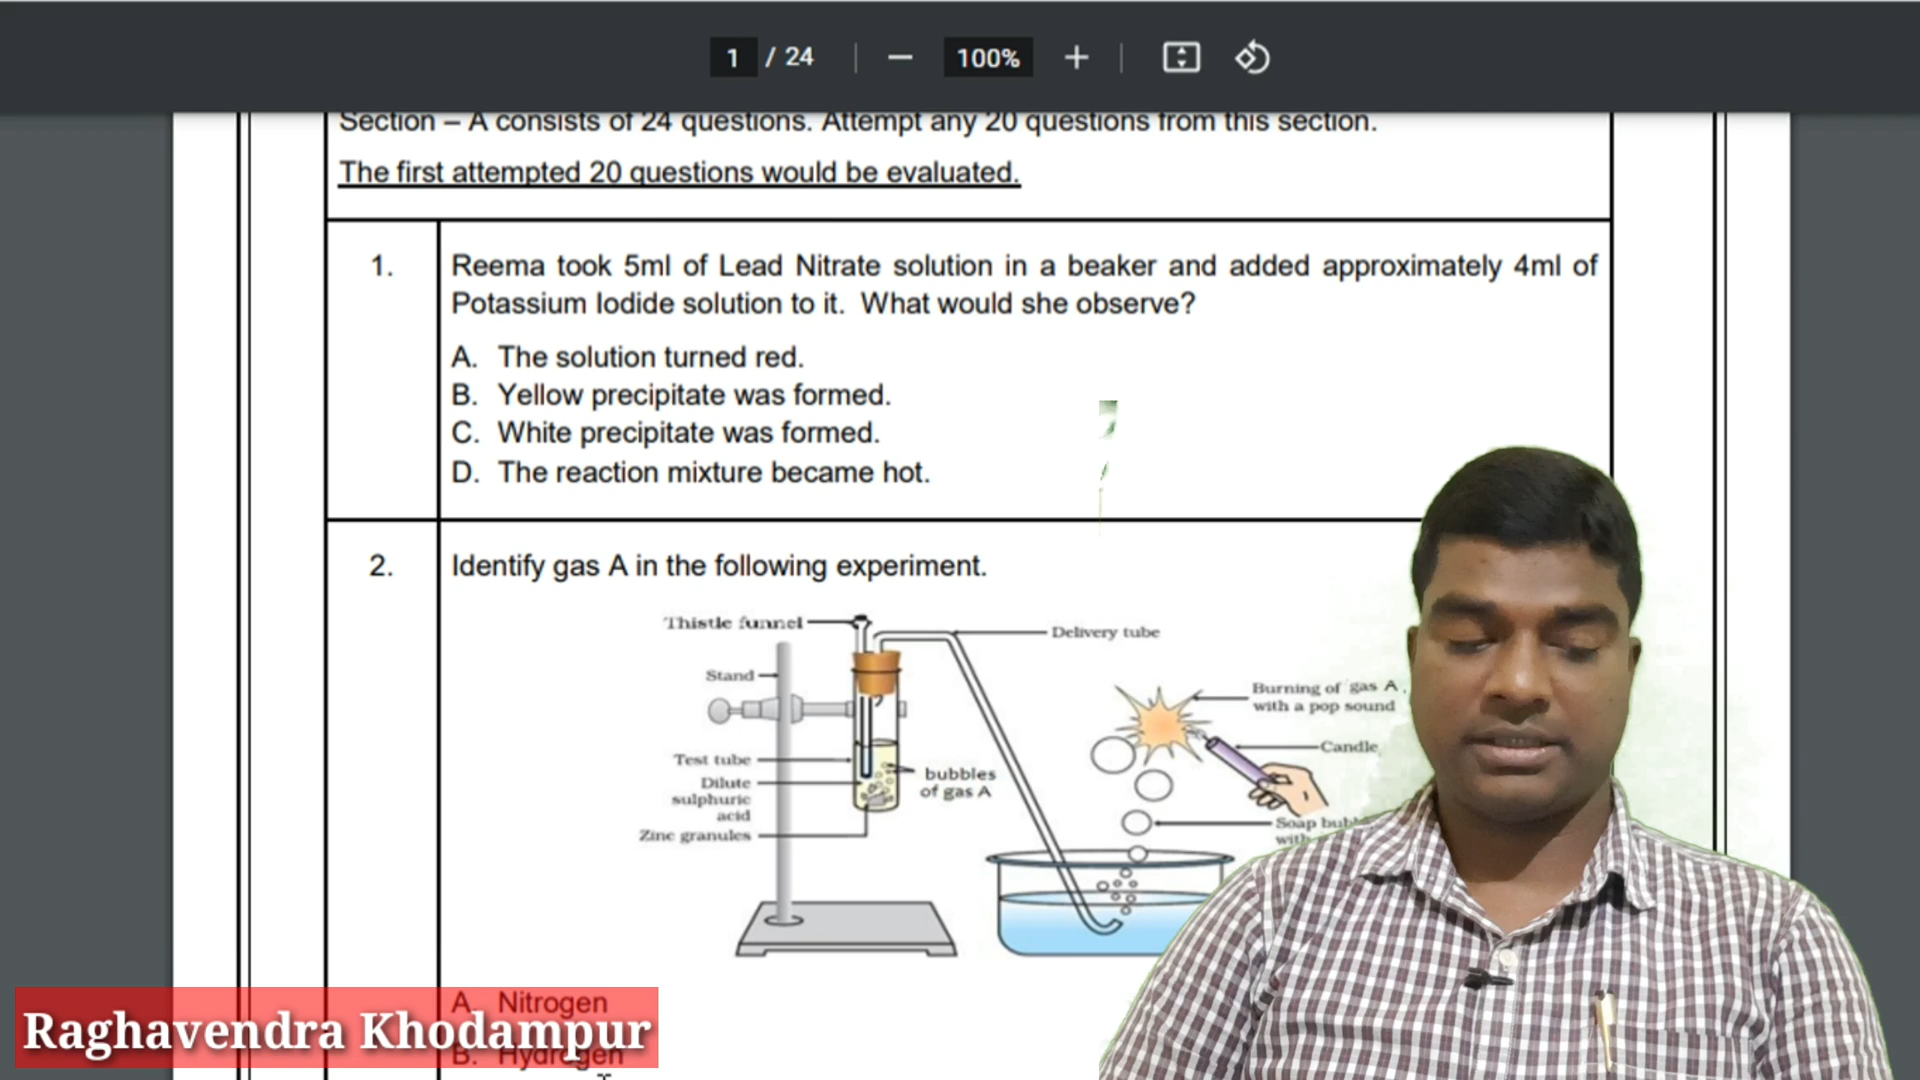 1 / 24 100%
Section – A consists of 24 questions. Attempt any 20 questions from this section.
The first attempted 20 questions would be evaluated.
1.
Reema took 5ml of Lead Nitrate solution in a beaker and added approximately 4ml of
Potassium Iodide solution to it. What would she observe?
A. The solution turned red.
B. Yellow precipitate was formed.
C. White precipitate was formed.
D. The reaction mixture became hot.
2.
Identify gas A in the following experiment.
Thistle funnel
Delivery tube
Stand
Burning of gas A
with a pop sound
Candle
Test tube
bubbles
of gas A
Dilute
sulphuric
acid
Zinc granules
Soap
with
A. Nitrogen
Raghavendra Khodampur
B. Hydrogen